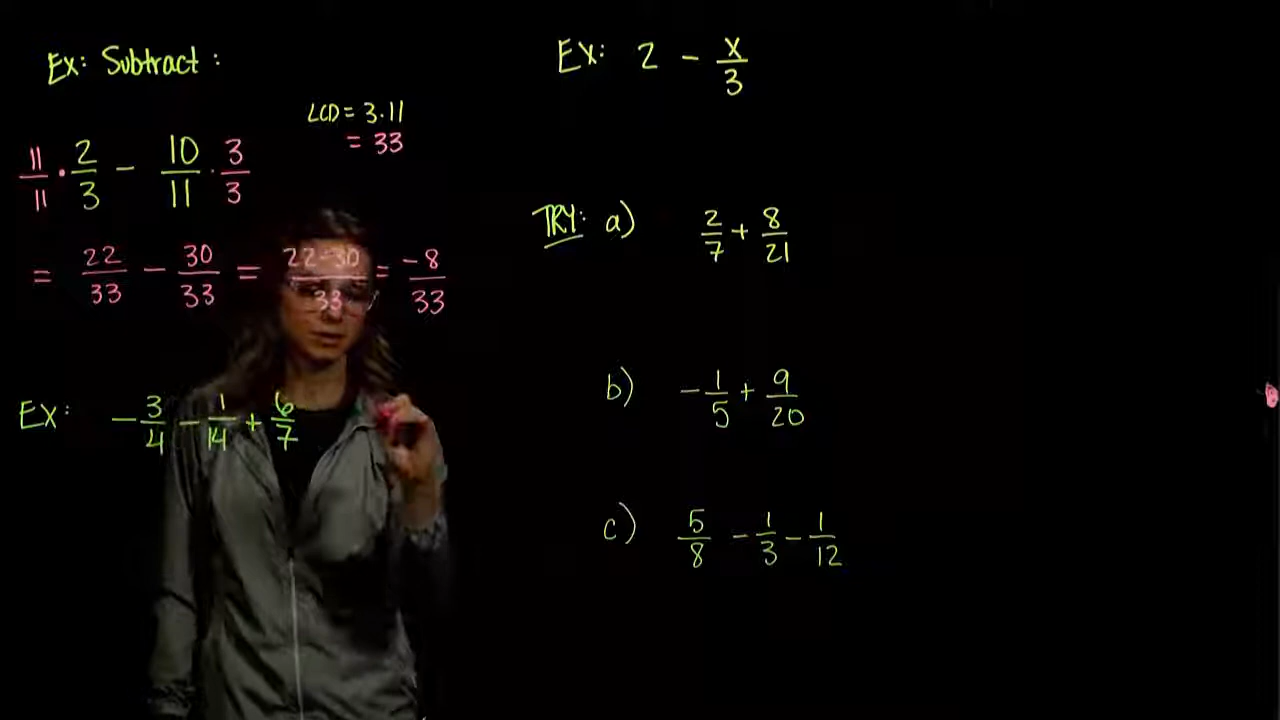 Ex: Subtract:
LCD = 3·11
= 33
11/11 · 2/3 - 10/11 · 3/3
= 22/33 - 30/33 = 22-30/33 = -8/33
Ex: -3/4 - 1/14 + 6/7
Ex: 2 - x/3
TRY: a) 2/7 + 8/21
b) -1/5 + 9/20
c) 5/8 - 1/3 - 1/12